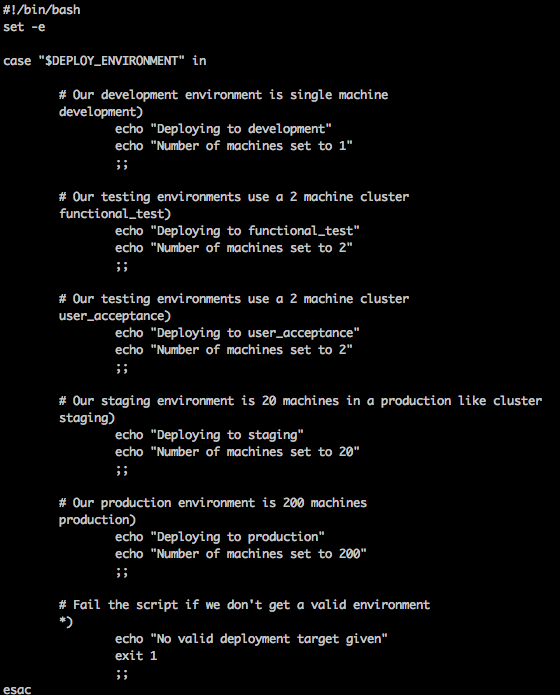 #!/bin/bash
set -e

case "$DEPLOY_ENVIRONMENT" in

        # Our development environment is single machine
        development)
                echo "Deploying to development"
                echo "Number of machines set to 1"
                ;;

        # Our testing environments use a 2 machine cluster
        functional_test)
                echo "Deploying to functional_test"
                echo "Number of machines set to 2"
                ;;

        # Our testing environments use a 2 machine cluster
        user_acceptance)
                echo "Deploying to user_acceptance"
                echo "Number of machines set to 2"
                ;;

        # Our staging environment is 20 machines in a production like cluster
        staging)
                echo "Deploying to staging"
                echo "Number of machines set to 20"
                ;;

        # Our production environment is 200 machines
        production)
                echo "Deploying to production"
                echo "Number of machines set to 200"
                ;;

        # Fail the script if we don't get a valid environment
        *)
                echo "No valid deployment target given"
                exit 1
                ;;
esac